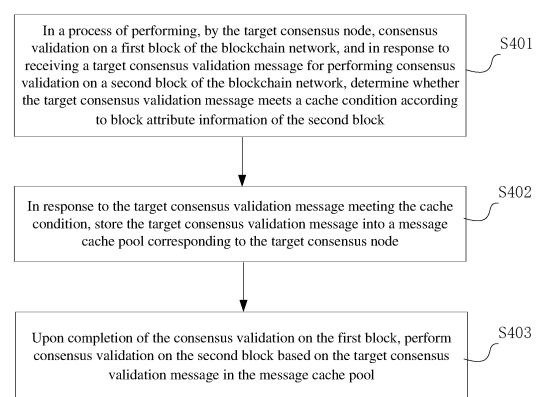 In a process of performing, by the target consensus node, consensus
validation on a first block of the blockchain network, and in response to
receiving a target consensus validation message for performing consensus
validation on a second block of the blockchain network, determine whether
the target consensus validation message meets a cache condition according
to block attribute information of the second block
S401
In response to the target consensus validation message meeting the cache
condition, store the target consensus validation message into a message
cache pool corresponding to the target consensus node
S402
Upon completion of the consensus validation on the first block, perform
consensus validation on the second block based on the target consensus
validation message in the message cache pool
S403